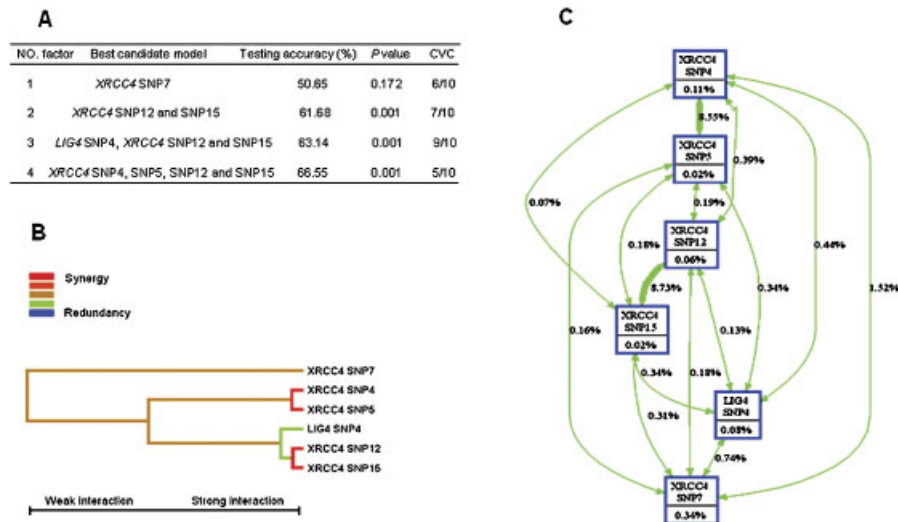 A
NO. factor Best candidate model Testing accuracy (%) P value CVC
1 XRCC4 SNP7 50.65 0.172 6/10
2 XRCC4 SNP12 and SNP15 61.68 0.001 7/10
3 LIG4 SNP4, XRCC4 SNP12 and SNP15 63.14 0.001 9/10
4 XRCC4 SNP4, SNP5, SNP12 and SNP15 66.55 0.001 5/10
B
Synergy
Redundancy
XRCC4 SNP7
XRCC4 SNP4
XRCC4 SNP5
LIG4 SNP4
XRCC4 SNP12
XRCC4 SNP15
Weak interaction Strong interaction
C
XRCC4
SNP4
0.11%
8.55%
XRCC4
SNP5
0.02%
0.39%
0.07%
0.19%
XRCC4
SNP12
0.06%
0.18%
0.44%
8.73%
0.34%
1.52%
XRCC4
SNP15
0.02%
0.16%
0.13%
0.34%
0.18%
LIG4
SNP4
0.08%
0.31%
0.74%
XRCC4
SNP7
0.34%